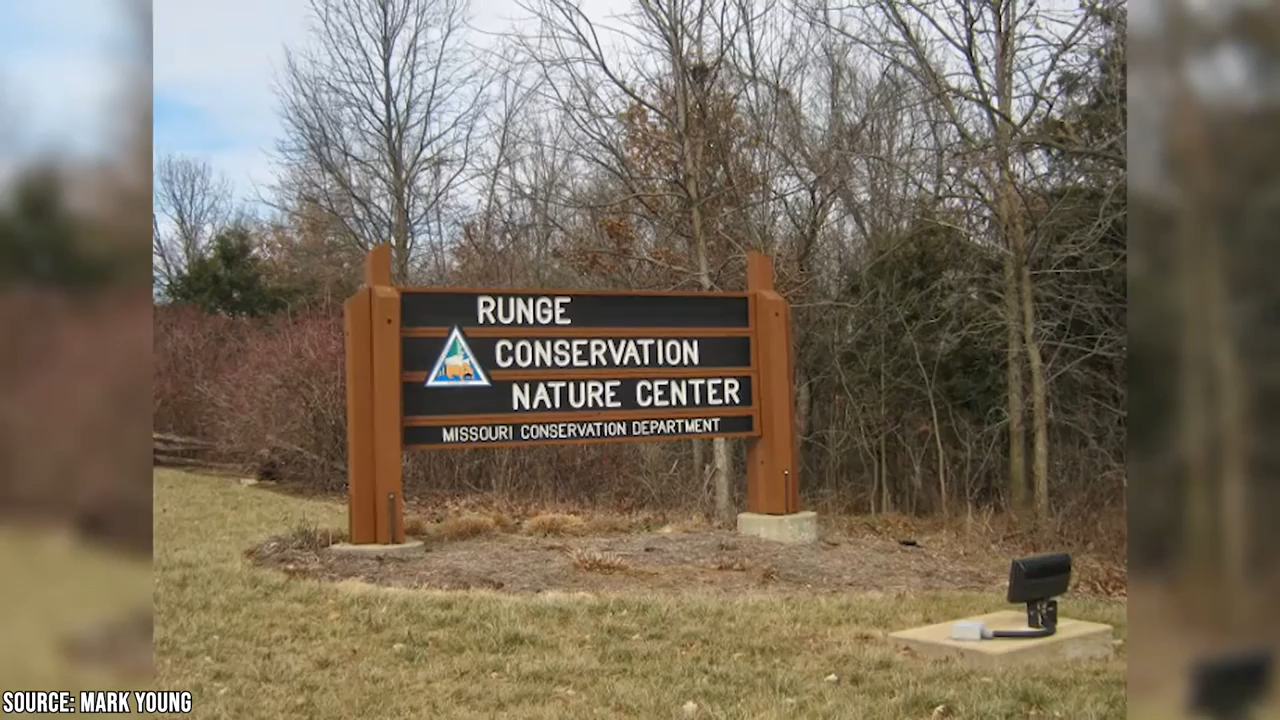 RUNGE
CONSERVATION
NATURE CENTER
MISSOURI CONSERVATION DEPARTMENT
SOURCE: MARK YOUNG